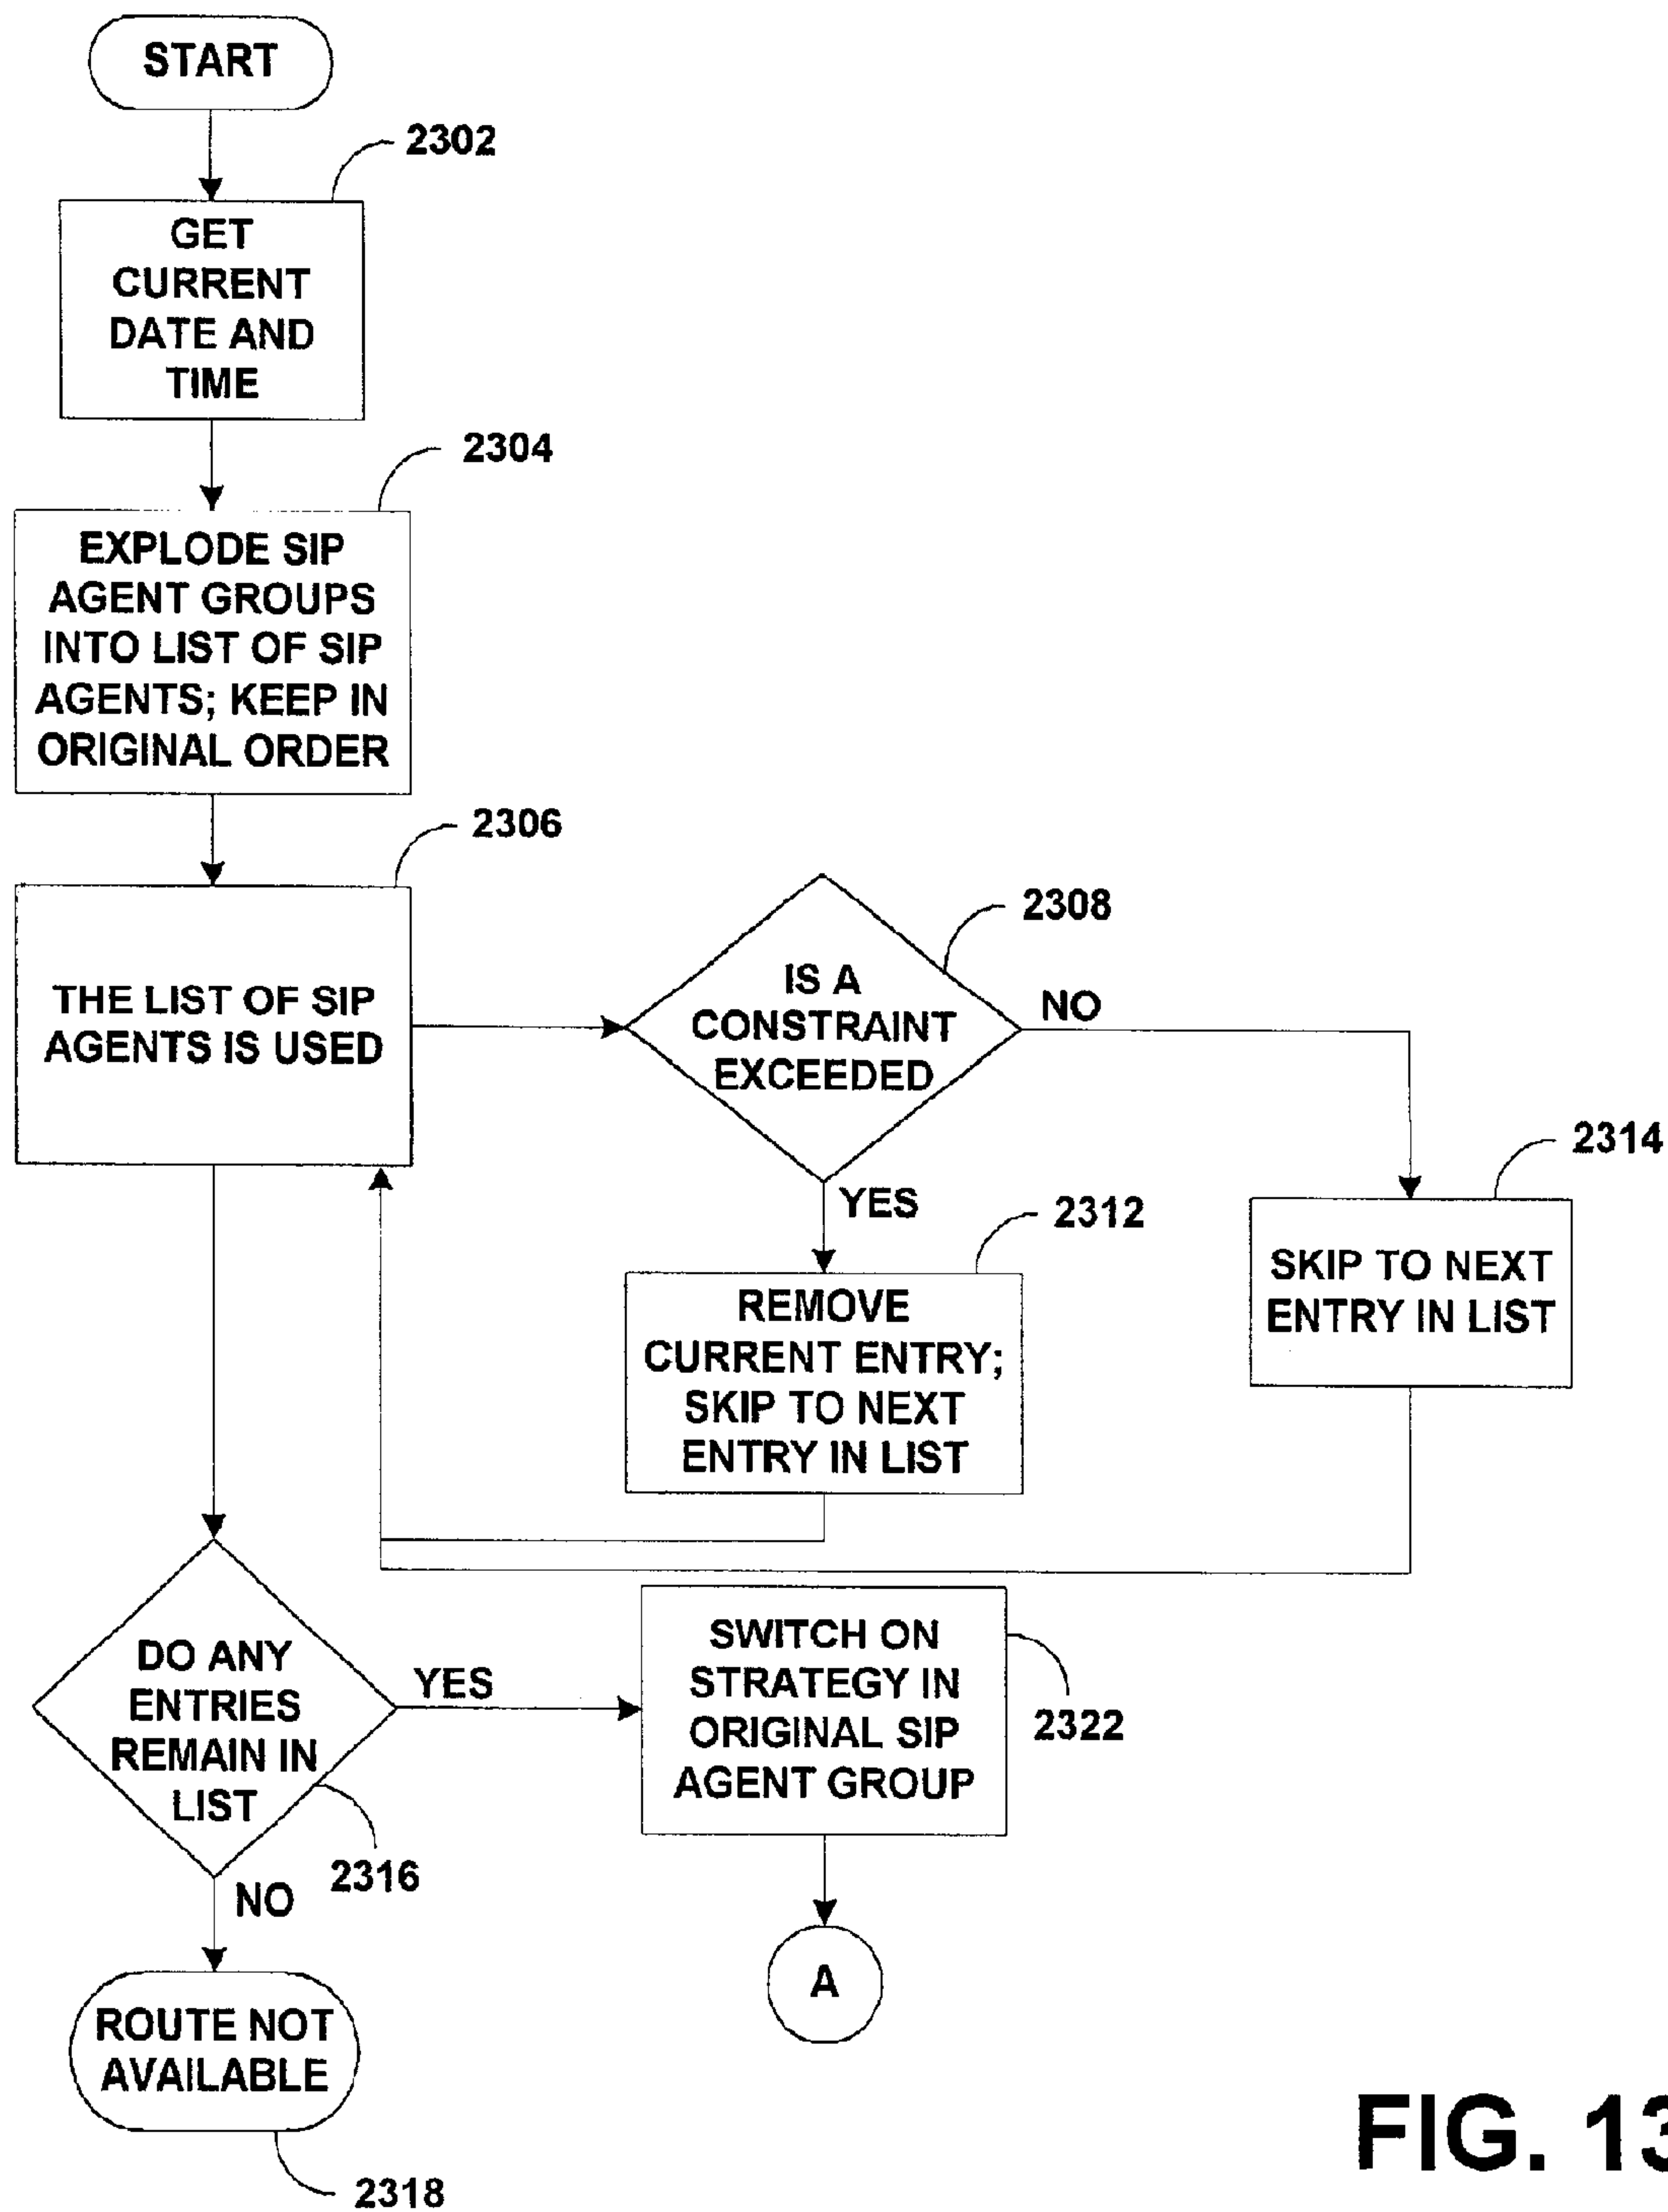 START
2302
GET
CURRENT
DATE AND
TIME
2304
EXPLODE SIP
AGENT GROUPS
INTO LIST OF SIP
AGENTS; KEEP IN
ORIGINAL ORDER
2306
THE LIST OF SIP
AGENTS IS USED
2308
IS A
CONSTRAINT
EXCEEDED
NO
YES
2312
REMOVE
CURRENT ENTRY;
SKIP TO NEXT
ENTRY IN LIST
2314
SKIP TO NEXT
ENTRY IN LIST
DO ANY
ENTRIES
REMAIN IN
LIST
2316
YES
SWITCH ON
STRATEGY IN
ORIGINAL SIP
AGENT GROUP
2322
A
NO
ROUTE NOT
AVAILABLE
2318
FIG. 13